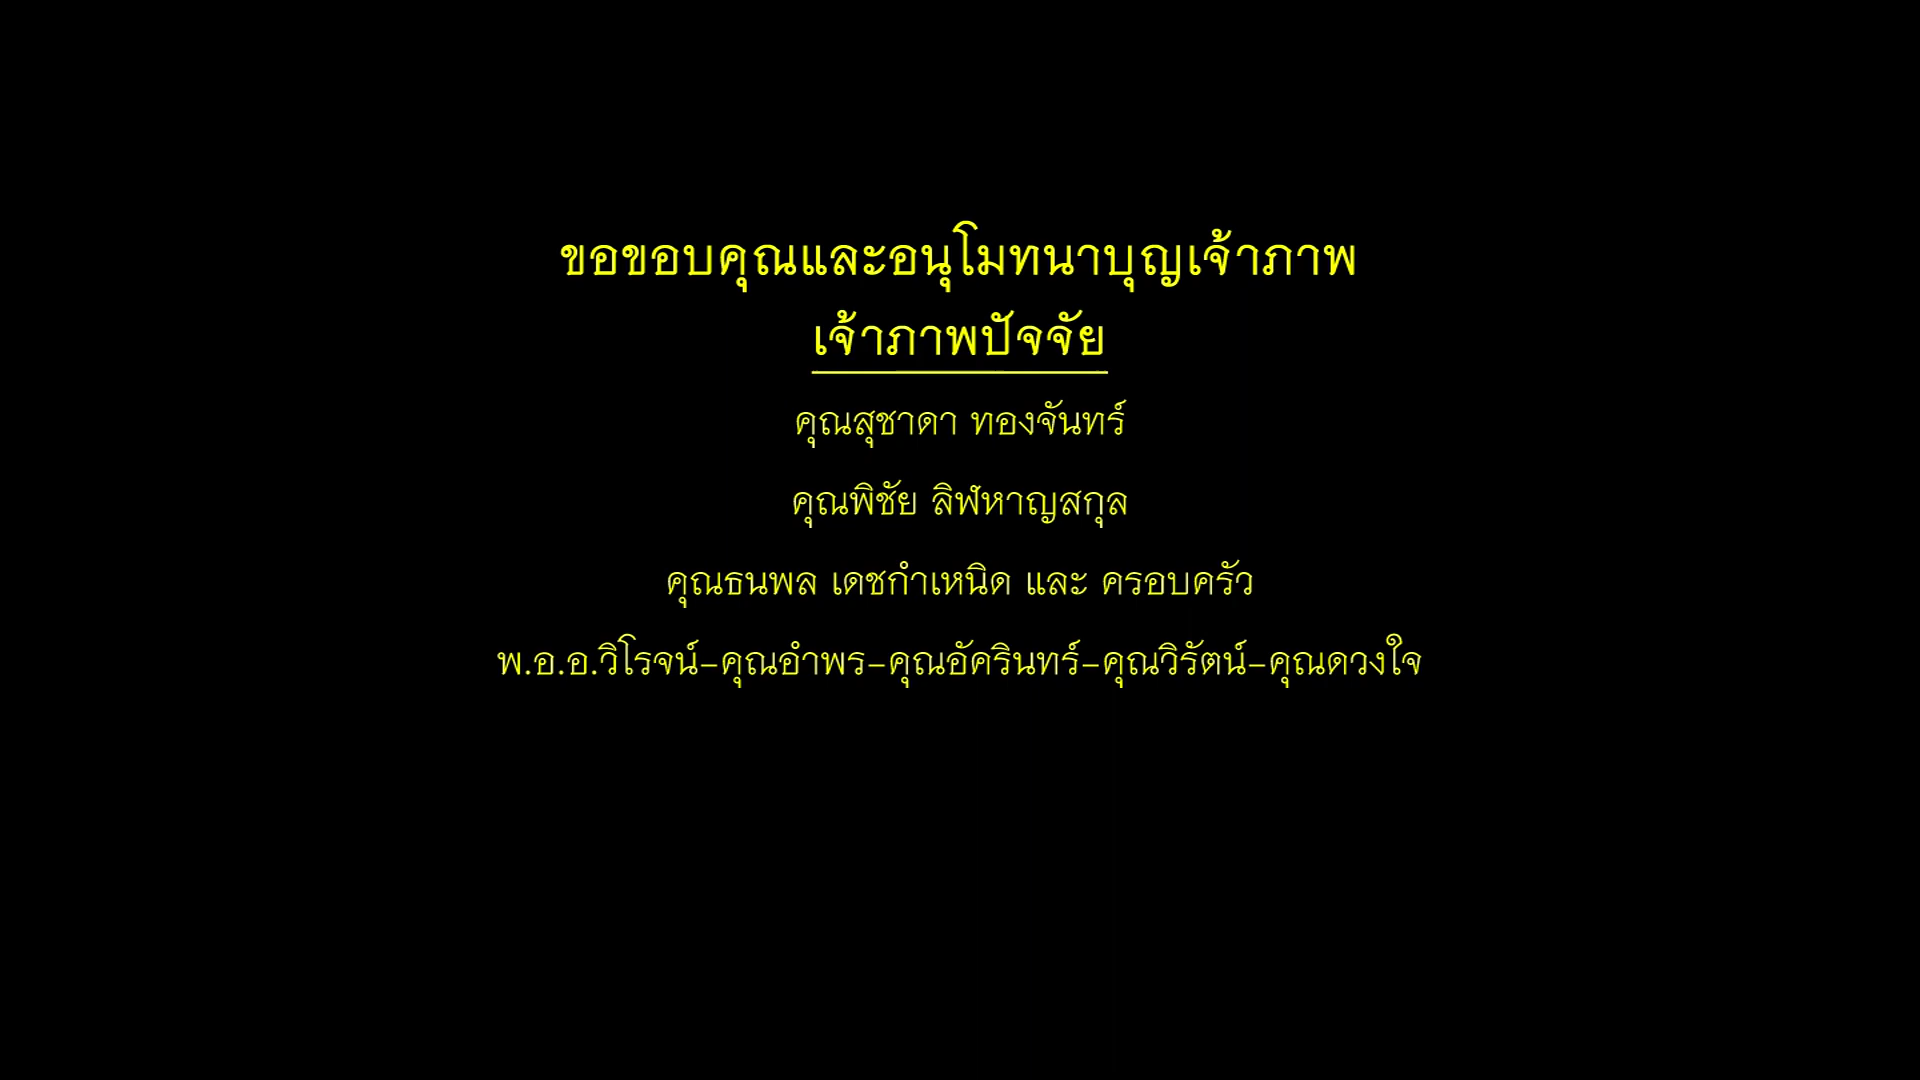 ขอขอบคุณและอนุโมทนาบุญเจ้าภาพ
เจ้าภาพปัจจัย
คุณสุชาดา ทองจันทร์
คุณพิชัย ลิฬหาญสกุล
คุณธนพล เดชกำเหนิด และ ครอบครัว
พ.อ.อ.วิโรจน์-คุณอำพร-คุณอัครินทร์-คุณวิรัตน์-คุณดวงใจ